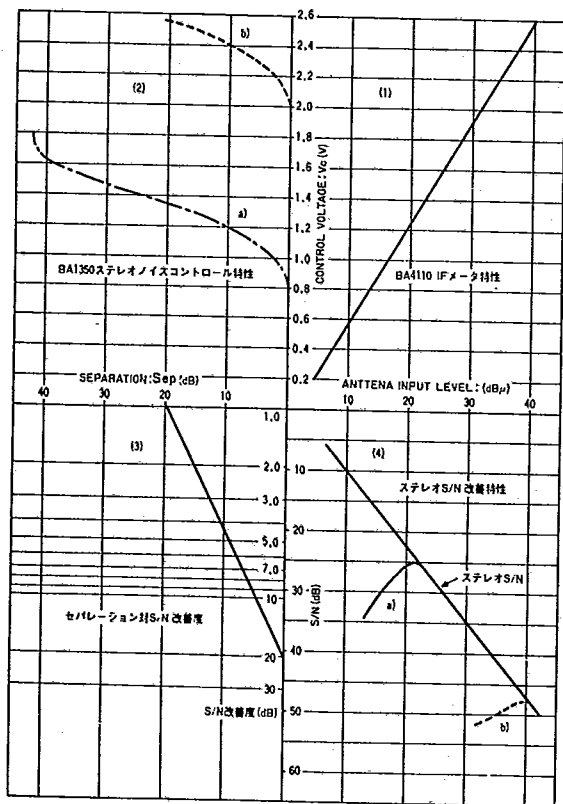 2.6
b)
2.4
2.2
(2)
(1)
2.0
1.8
1.6
1.4
a)
1.2
1.0
CONTROL VOLTAGE: Vc (V)
BA1350ステレオノイズコントロール特性
0.8
BA4110 IFメータ特性
0.6
0.4
0.2
SEPARATION: Sep (dB)
ANTTENA INPUT LEVEL: (dBμ)
40 30 20 10
10 20 30 40
1.0
(3)
(4)
2.0
10
ステレオS/N改善特性
3.0
20
5.0
7.0
ステレオS/N
30
10
a)
S/N (dB)
セパレーション対S/N改善度
20
40
30
S/N改善度(dB)
50
b)
60